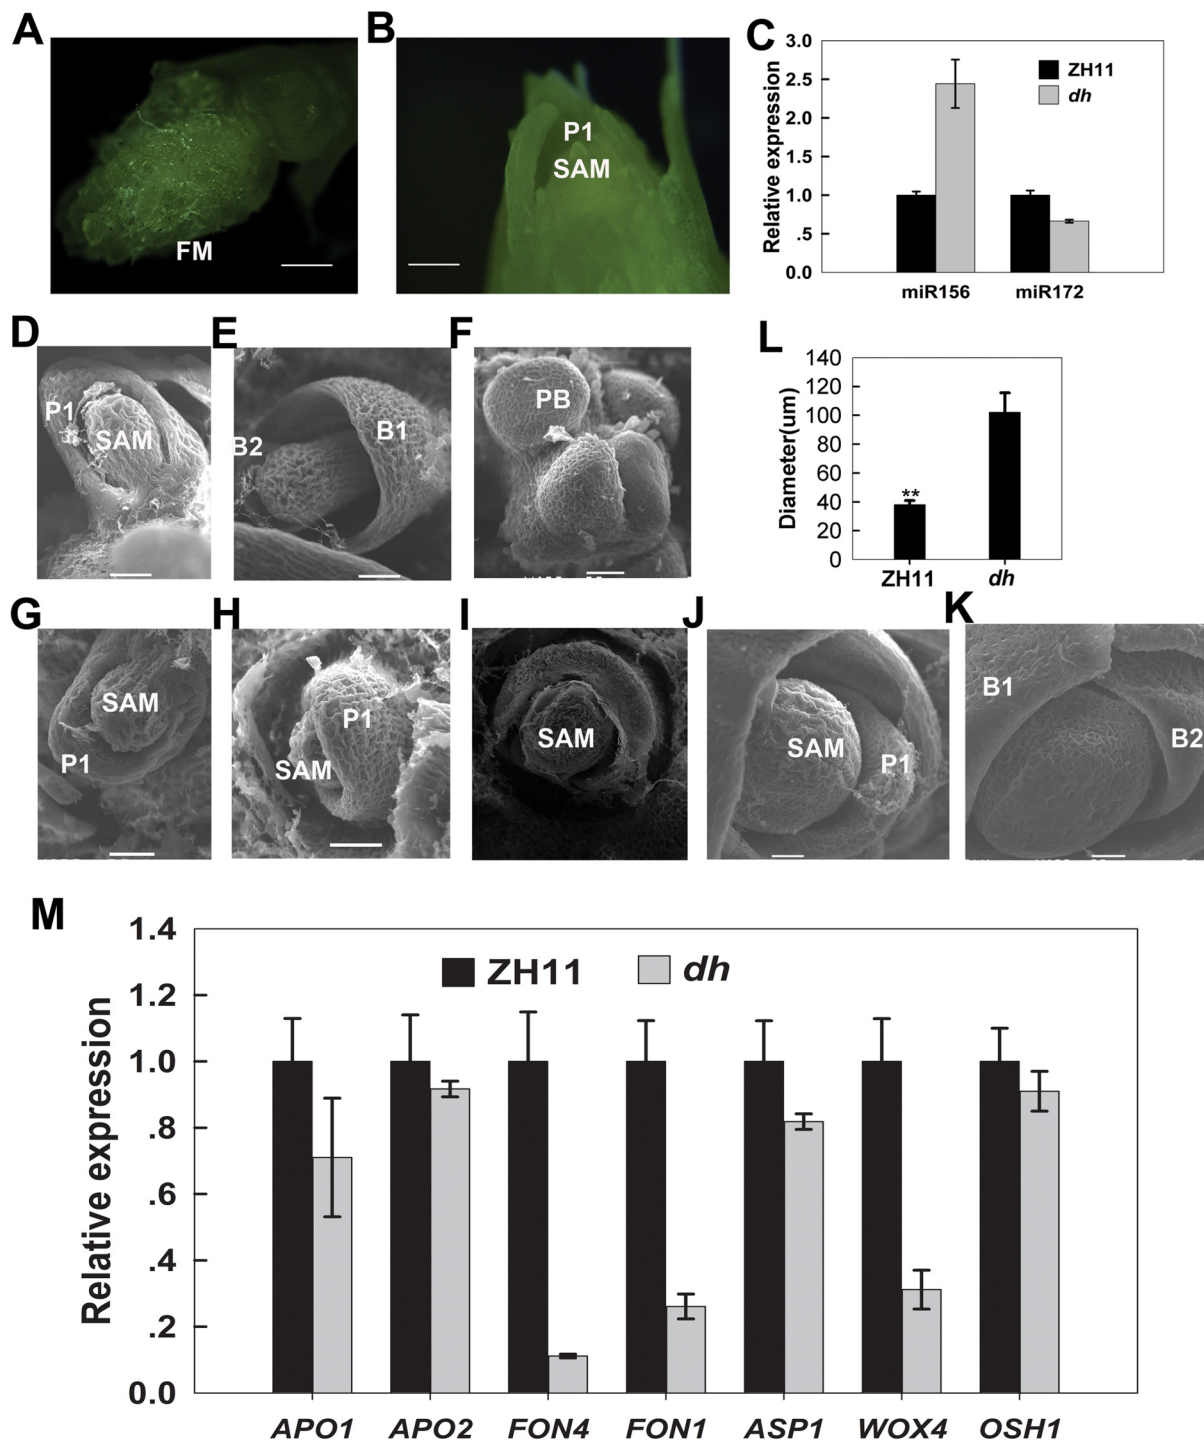 A
FM
B
P1
SAM
C
3.0
2.5
2.0
1.5
1.0
.5
0.0
Relative expression
ZH11
dh
miR156
miR172
D
P1
SAM
E
B2
B1
F
PB
L
140
120
100
80
60
40
20
0
Diameter(um)
**
ZH11
dh
G
SAM
P1
H
P1
SAM
I
SAM
J
SAM
P1
K
B1
B2
M
1.4
1.2
1.0
.8
.6
.4
.2
0.0
Relative expression
ZH11
dh
APO1
APO2
FON4
FON1
ASP1
WOX4
OSH1